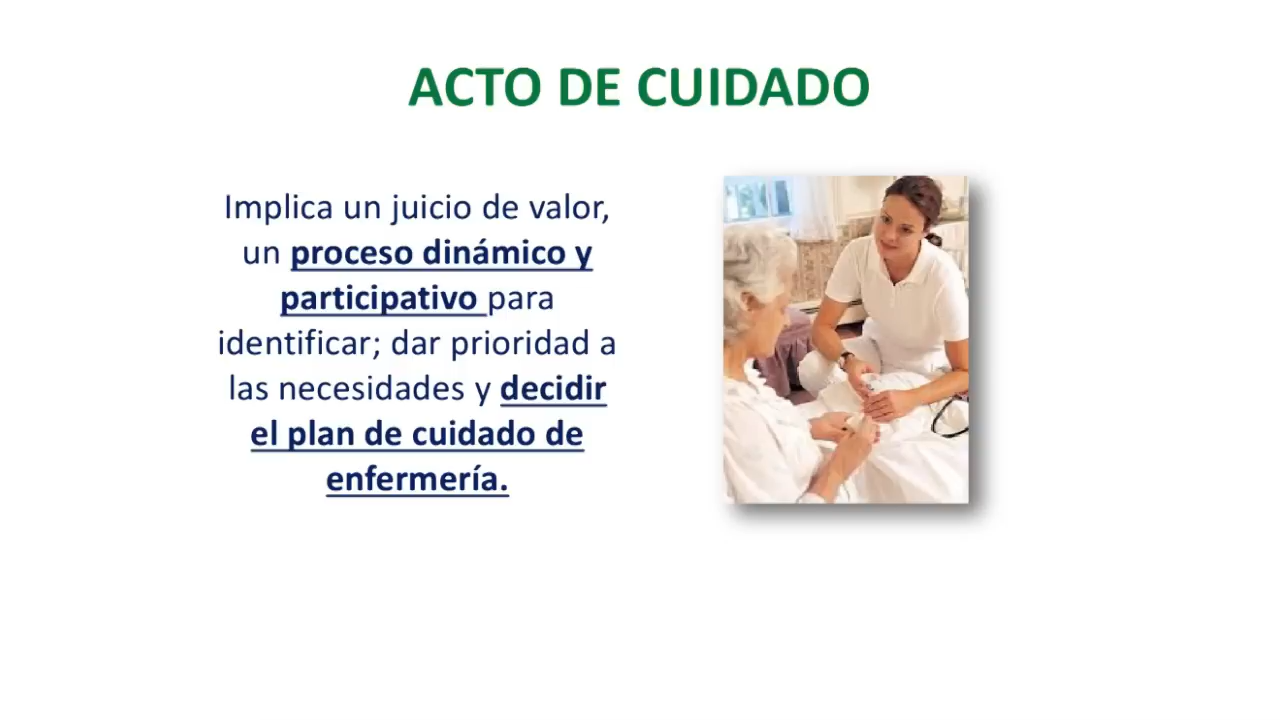 ACTO DE CUIDADO
Implica un juicio de valor,
un proceso dinámico y
participativo para
identificar; dar prioridad a
las necesidades y decidir
el plan de cuidado de
enfermería.